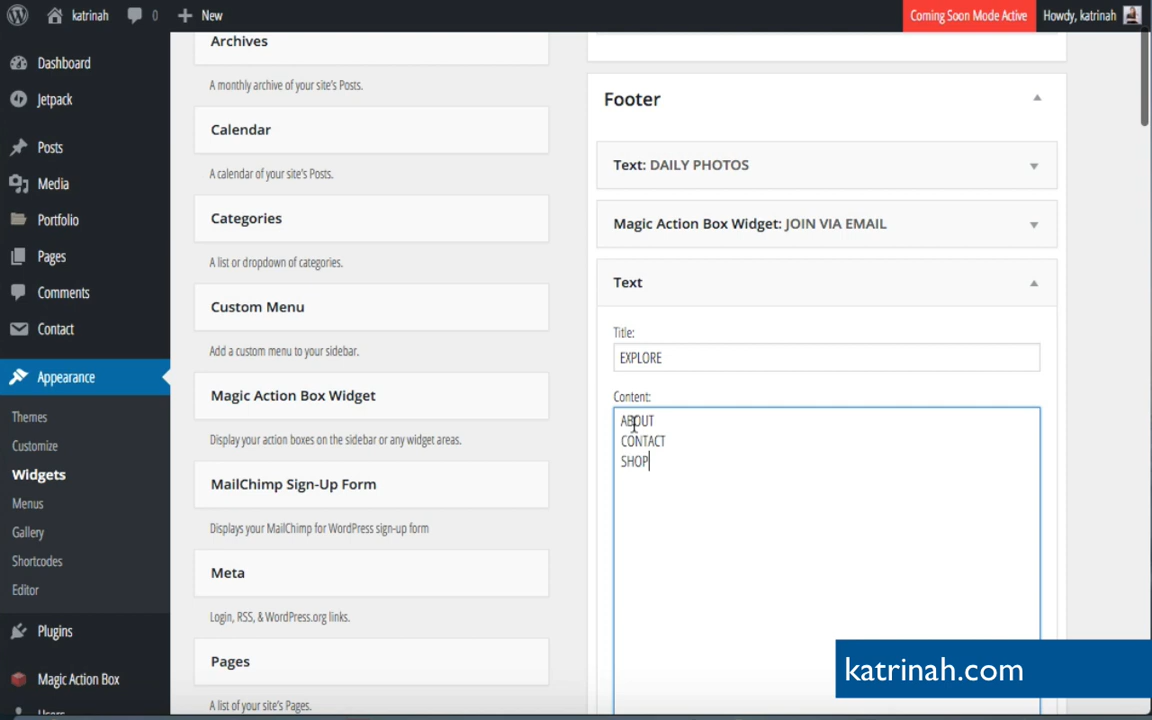 katrinah
0
New
Coming Soon Mode Active
Howdy, katrinah
Dashboard
Jetpack
Posts
Media
Portfolio
Pages
Comments
Contact
Appearance
Themes
Customize
Widgets
Menus
Gallery
Shortcodes
Editor
Plugins
Magic Action Box
Archives
A monthly archive of your site's Posts.
Calendar
A calendar of your site's Posts.
Categories
A list or dropdown of categories.
Custom Menu
Add a custom menu to your sidebar.
Magic Action Box Widget
Display your action boxes on the sidebar or any widget areas.
MailChimp Sign-Up Form
Displays your MailChimp for WordPress sign-up form
Meta
Login, RSS, & WordPress.org links.
Pages
A list of your site's Pages.
Footer
Text: DAILY PHOTOS
Magic Action Box Widget: JOIN VIA EMAIL
Text
Title:
EXPLORE
Content:
ABOUT
CONTACT
SHOP
katrinah.com